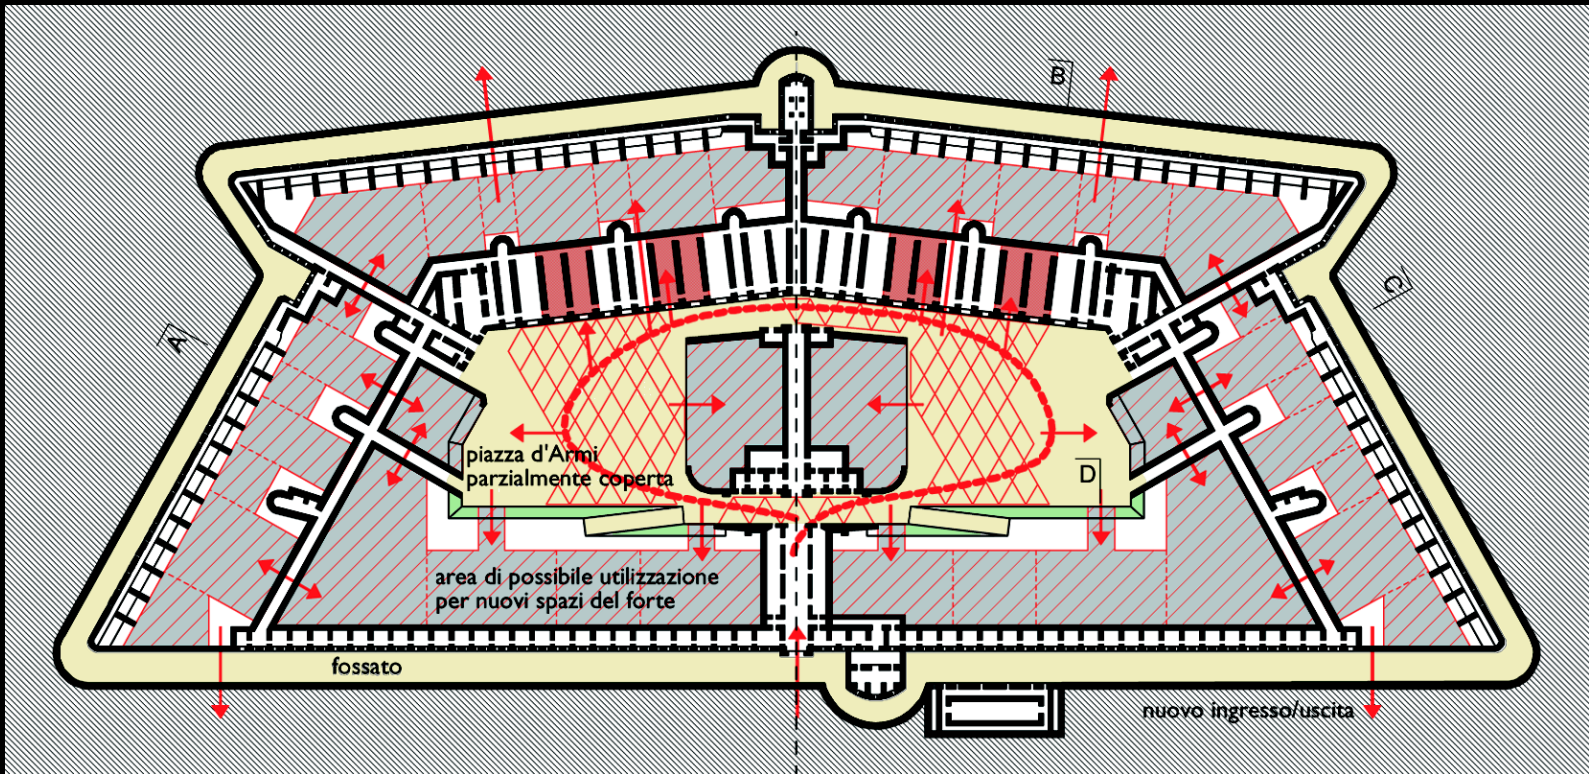 B
C
A
piazza d'Armi
parzialmente coperta
D
area di possibile utilizzazione
per nuovi spazi del forte
fossato
nuovo ingresso/uscita